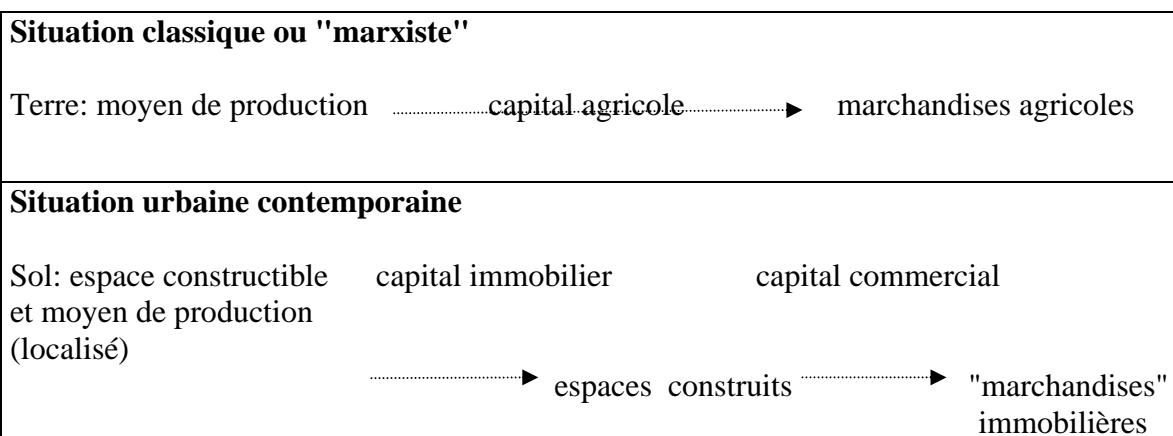 Situation classique ou "marxiste"
Terre: moyen de production capital agricole marchandises agricoles
Situation urbaine contemporaine
Sol: espace constructible capital immobilier capital commercial
et moyen de production
(localisé)
espaces construits "marchandises"
immobilières